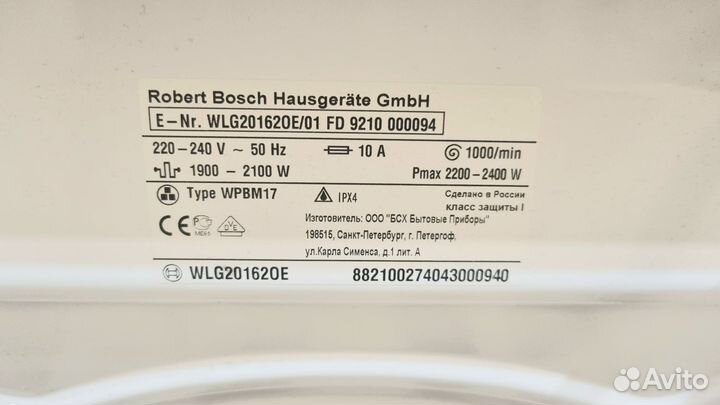 Robert Bosch Hausgeräte GmbH
E-Nr. WLG20162OE/01 FD 9210 000094
220-240 V ~ 50 Hz 10 A 1000/min
1900 - 2100 W Pmax 2200-2400 W
Type WPBM17 IPX4 Сделано в России
класс защиты I
Изготовитель: ООО "БСХ Бытовые Приборы"
198515, Санкт-Петербург, г. Петергоф,
ул.Карла Сименса, д.1 лит. А
CE
WLG20162OE 882100274043000940
Avito